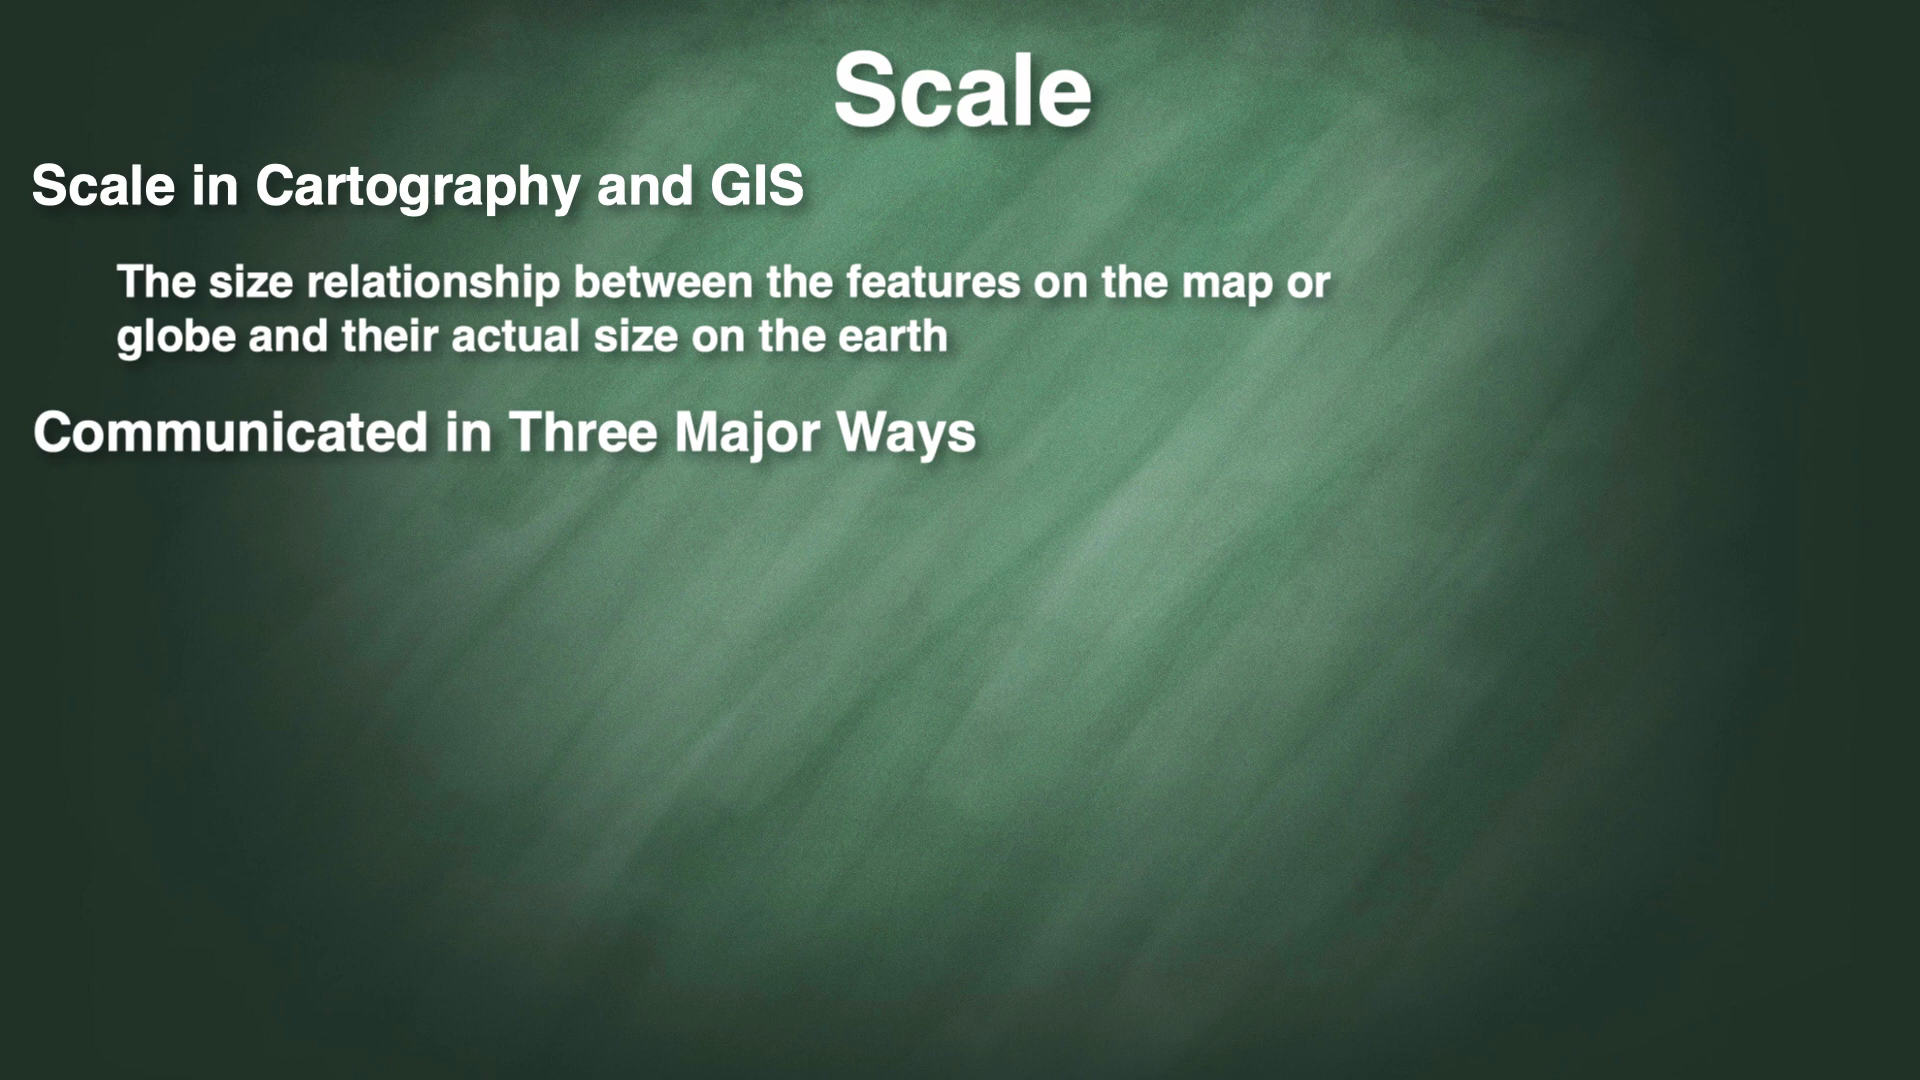 Scale
Scale in Cartography and GIS
The size relationship between the features on the map or
globe and their actual size on the earth
Communicated in Three Major Ways